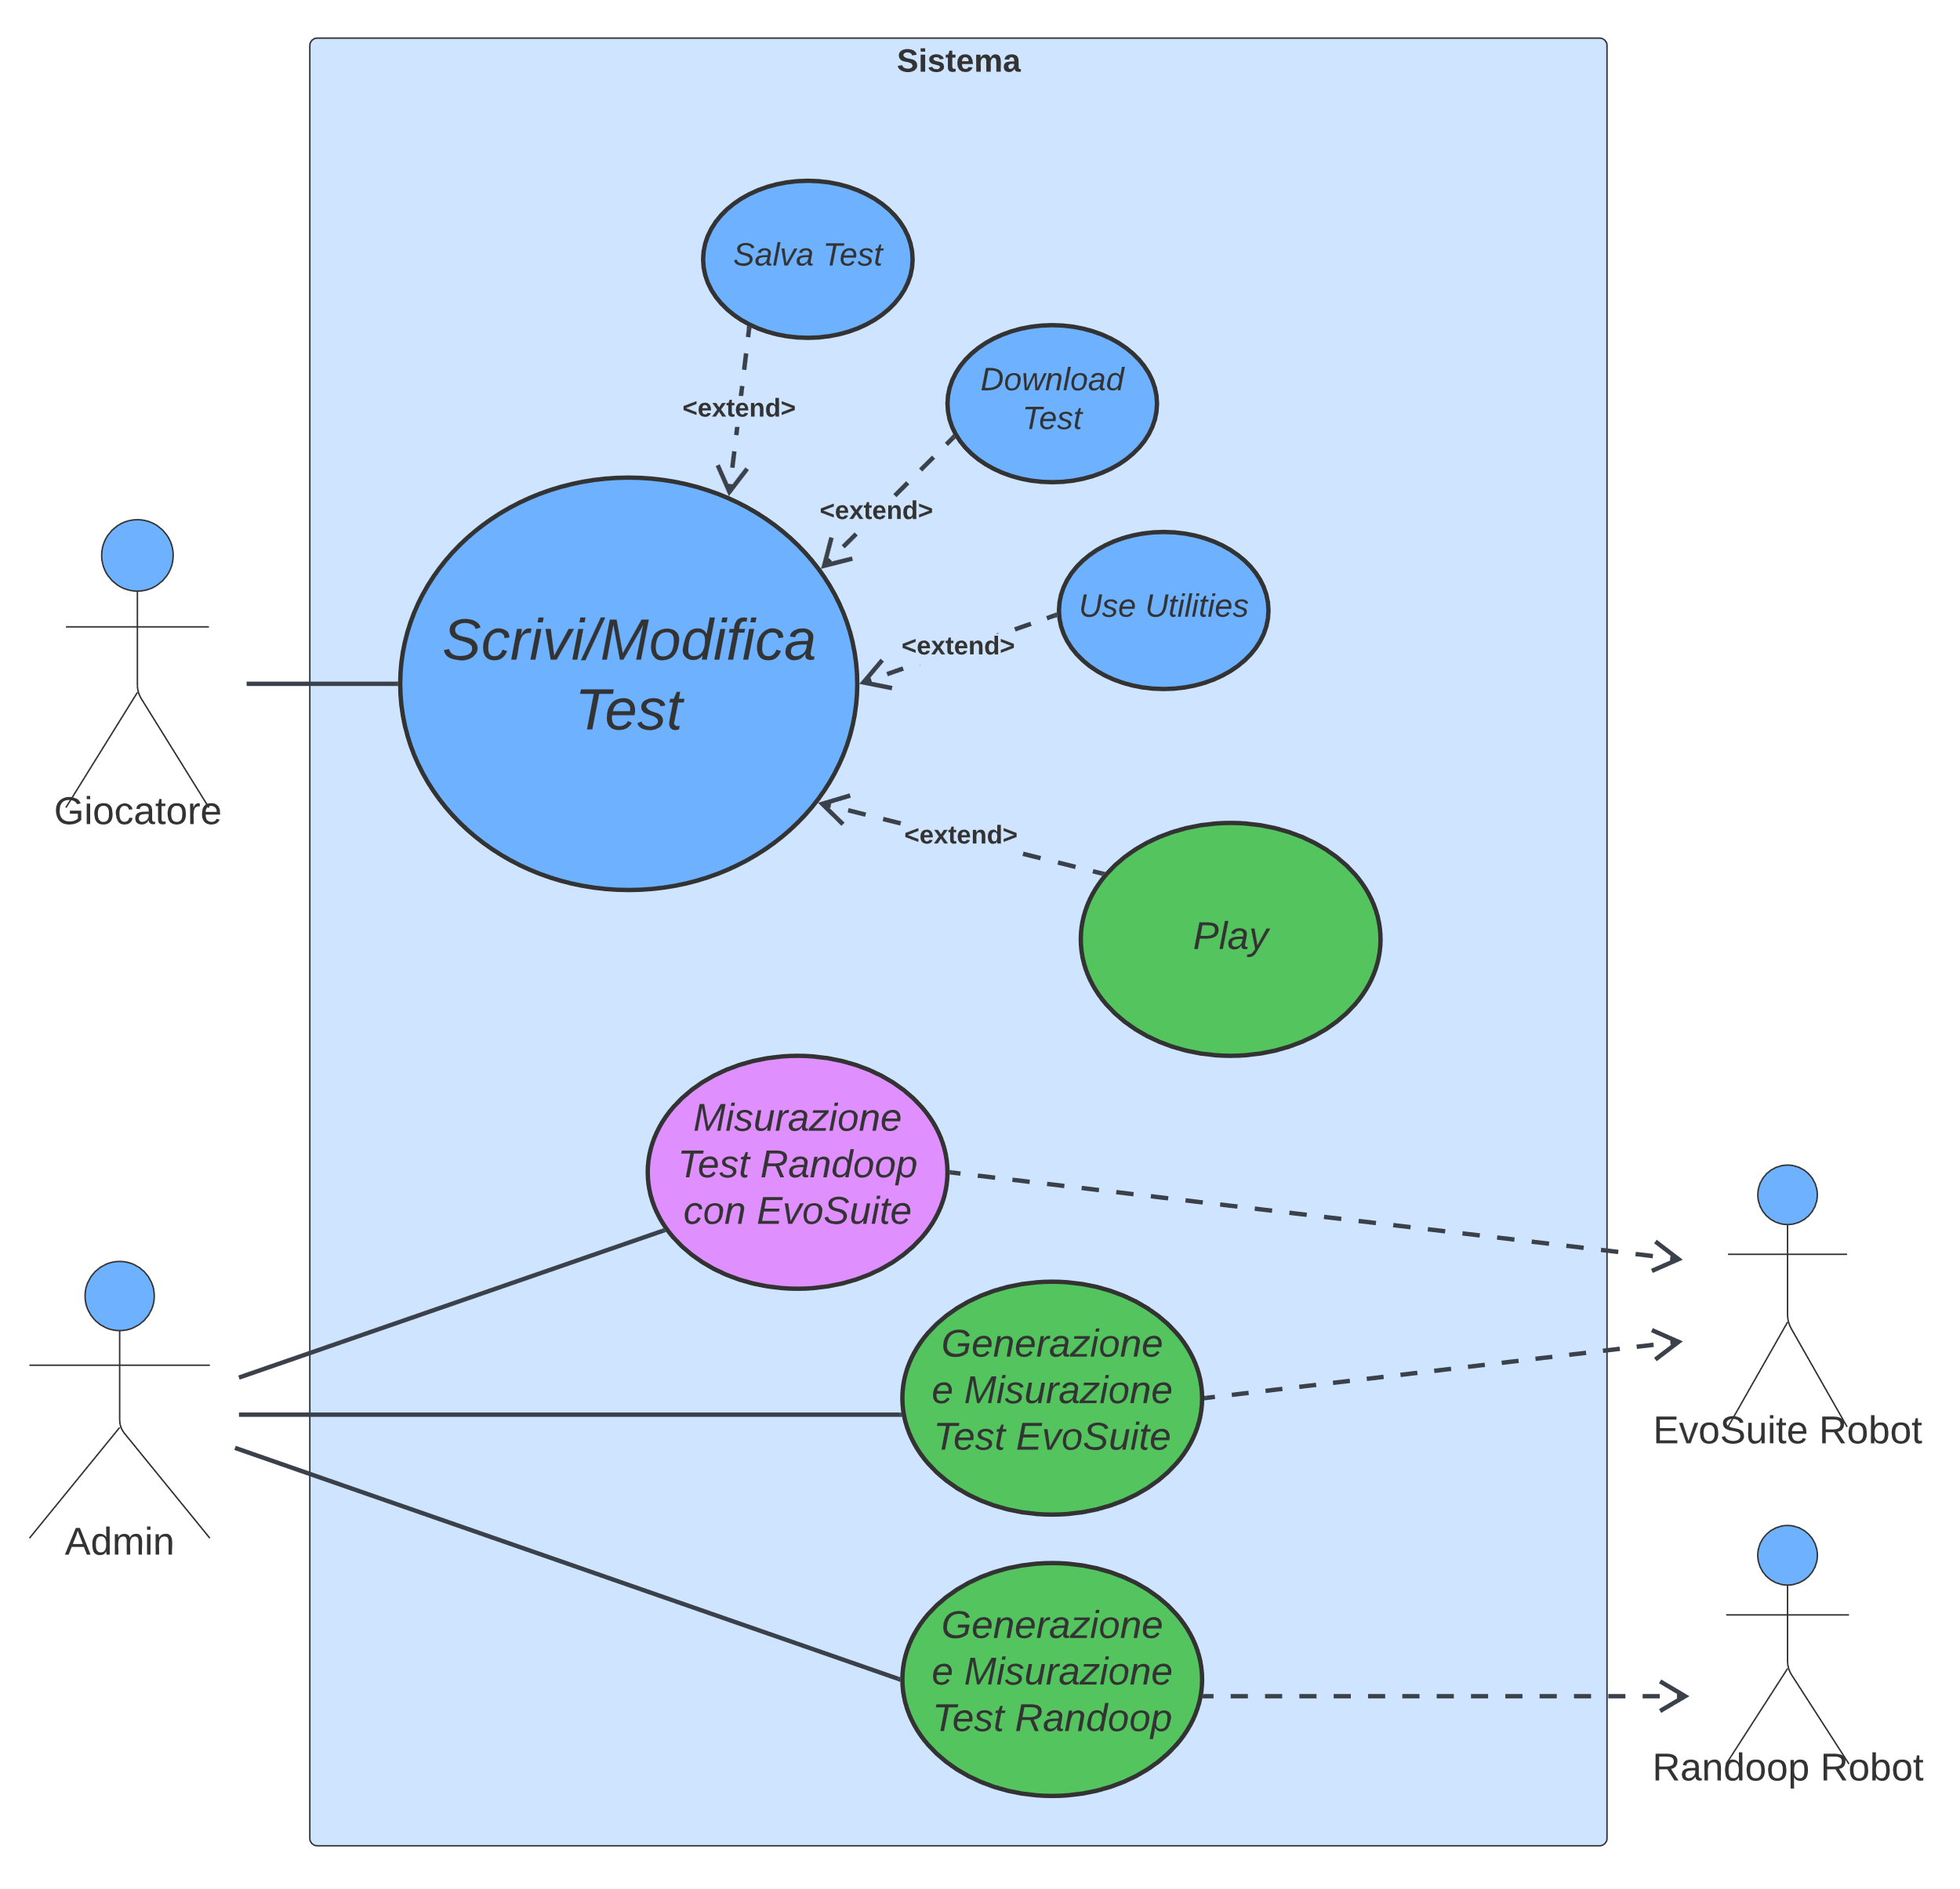 Sistema
Salva Test
Download
Test
<extend>
<extend>
Use Utilities
Scrivi/Modifica
Test
<extend>
Giocatore
<extend>
Play
Misurazione
Test Randoop
con EvoSuite
Generazione
e Misurazione
Test EvoSuite
EvoSuite Robot
Admin
Generazione
e Misurazione
Test Randoop
Randoop Robot